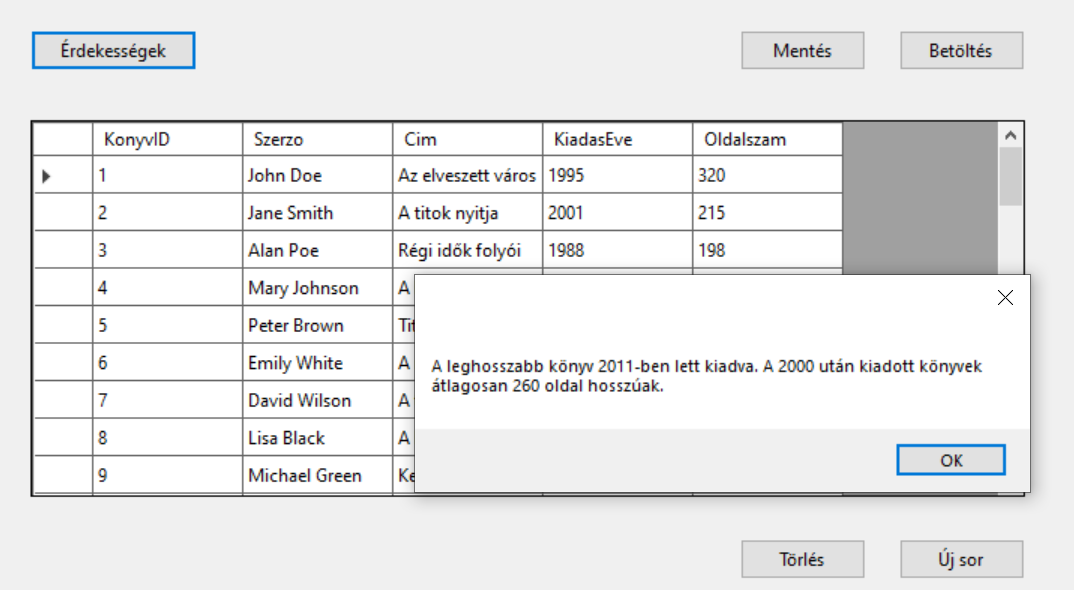 Érdekességek Mentés Betöltés
KonyvID Szerzo Cim KiadasEve Oldalszam
1 John Doe Az elveszett város 1995 320
2 Jane Smith A titok nyitja 2001 215
3 Alan Poe Régi idők folyói 1988 198
4 Mary Johnson A
5 Peter Brown
6 Emily White A
7 David Wilson A
8 Lisa Black A
9 Michael Green Ke
A leghosszabb könyv 2011-ben lett kiadva. A 2000 után kiadott könyvek
átlagosan 260 oldal hosszúak.
OK
Törlés Új sor